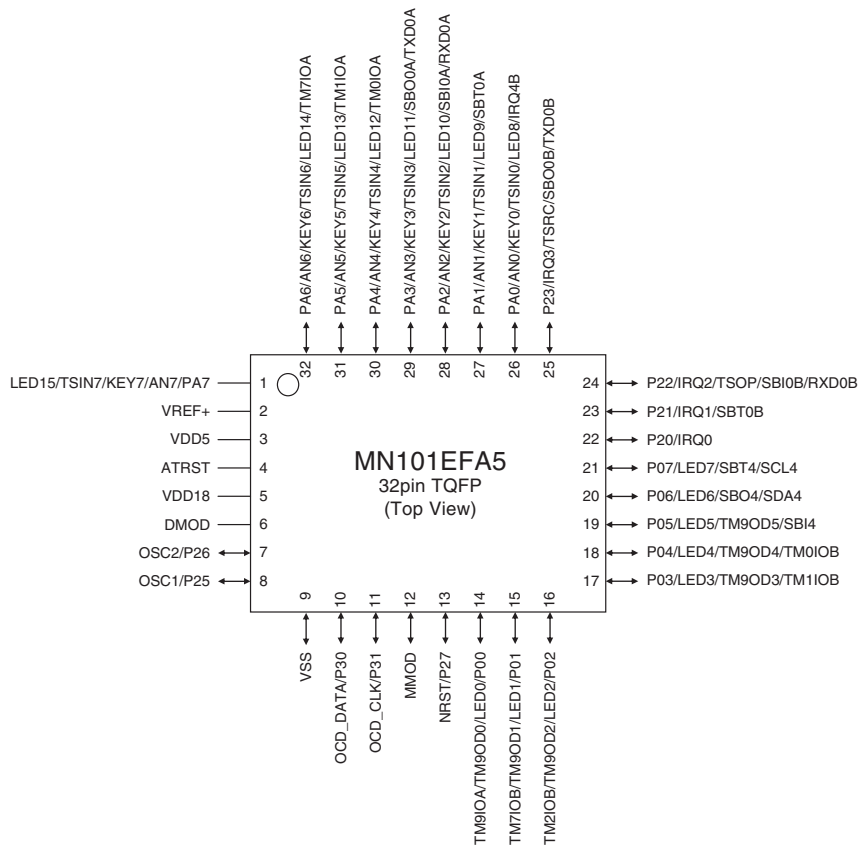 PA6/AN6/KEY6/TSIN6/LED14/TM7IOA
PA5/AN5/KEY5/TSIN5/LED13/TM1IOA
PA4/AN4/KEY4/TSIN4/LED12/TM0IOA
PA3/AN3/KEY3/TSIN3/LED11/SBO0A/TXD0A
PA2/AN2/KEY2/TSIN2/LED10/SBI0A/RXD0A
PA1/AN1/KEY1/TSIN1/LED9/SBT0A
PA0/AN0/KEY0/TSIN0/LED8/IRQ4B
P23/IRQ3/TSRC/SBO0B/TXD0B
32
31
30
29
28
27
26
25
LED15/TSIN7/KEY7/AN7/PA7 1
VREF+ 2
VDD5 3
ATRST 4
VDD18 5
DMOD 6
OSC2/P26 7
OSC1/P25 8
MN101EFA5
32pin TQFP
(Top View)
24 P22/IRQ2/TSOP/SBI0B/RXD0B
23 P21/IRQ1/SBT0B
22 P20/IRQ0
21 P07/LED7/SBT4/SCL4
20 P06/LED6/SBO4/SDA4
19 P05/LED5/TM9OD5/SBI4
18 P04/LED4/TM9OD4/TM0IOB
17 P03/LED3/TM9OD3/TM1IOB
9
10
11
12
13
14
15
16
VSS
OCD_DATA/P30
OCD_CLK/P31
MMOD
NRST/P27
TM9IOA/TM9OD0/LED0/P00
TM7IOB/TM9OD1/LED1/P01
TM2IOB/TM9OD2/LED2/P02